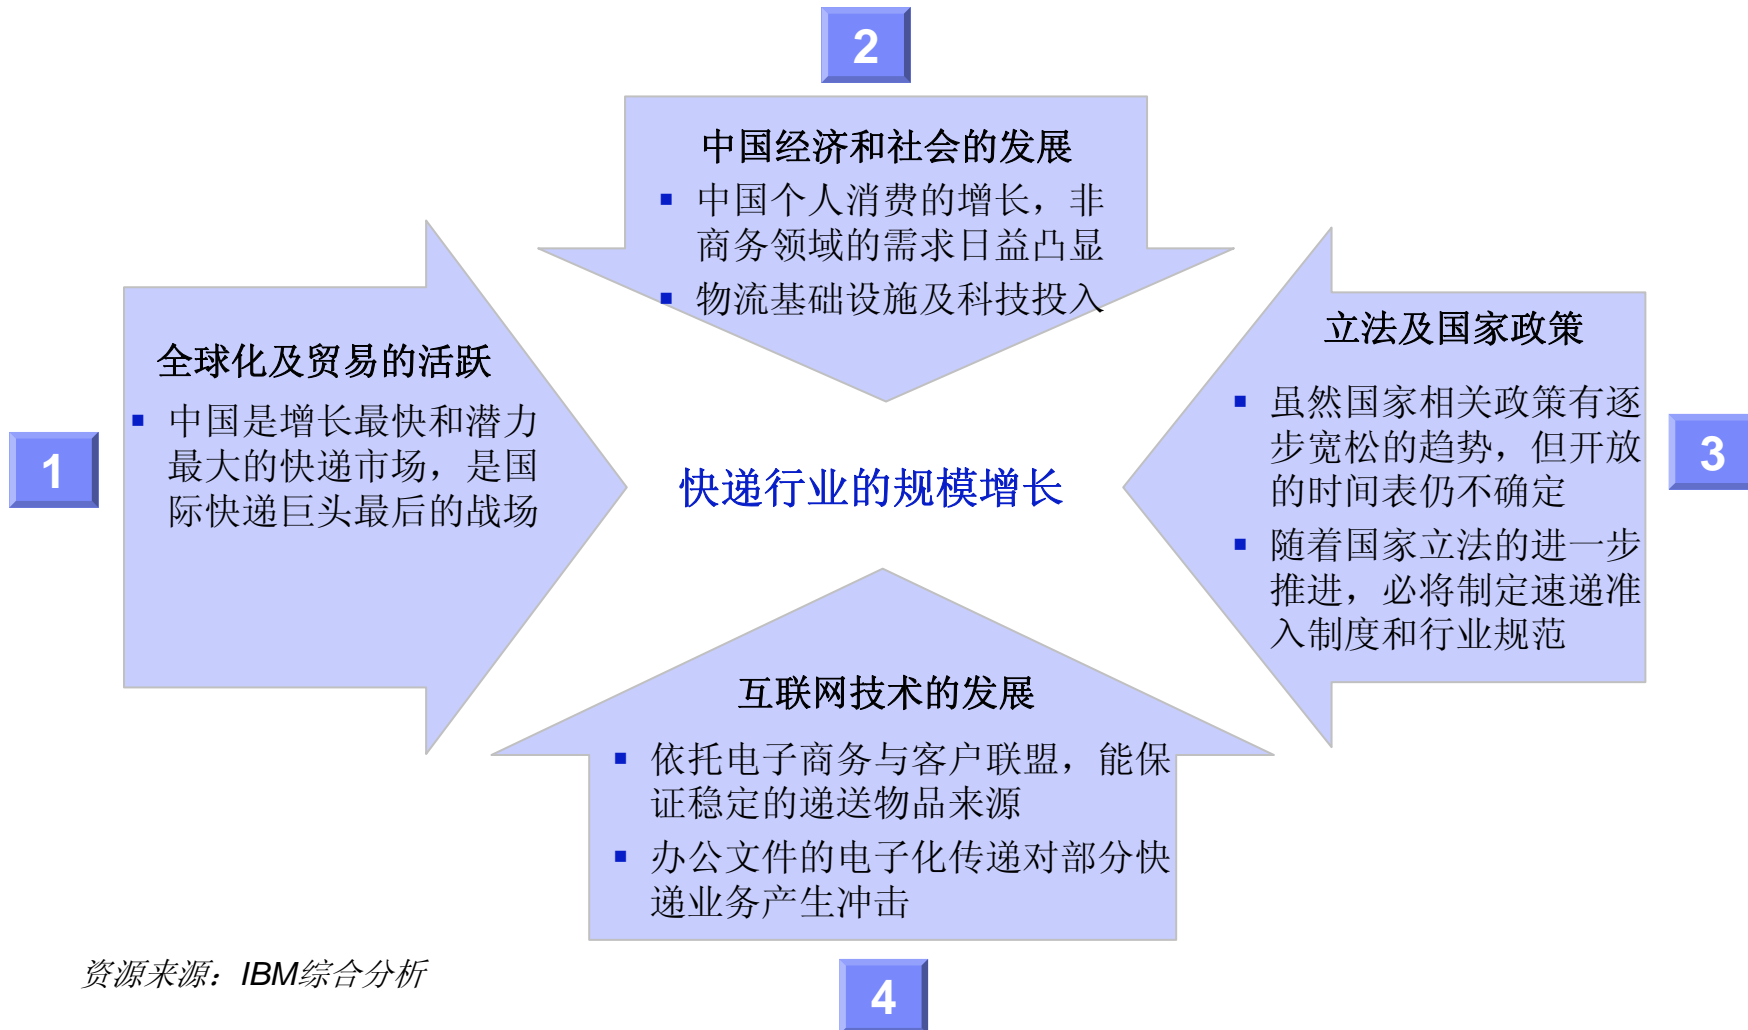 1
全球化及贸易的活跃
▪ 中国是增长最快和潜力
最大的快递市场，是国
际快递巨头最后的战场
2
中国经济和社会的发展
▪ 中国个人消费的增长，非
商务领域的需求日益凸显
▪ 物流基础设施及科技投入
快递行业的规模增长
3
立法及国家政策
▪ 虽然国家相关政策有逐
步宽松的趋势，但开放
的时间表仍不确定
▪ 随着国家立法的进一步
推进，必将制定速递准
入制度和行业规范
互联网技术的发展
▪ 依托电子商务与客户联盟，能保
证稳定的递送物品来源
▪ 办公文件的电子化传递对部分快
递业务产生冲击
4
资源来源：IBM综合分析